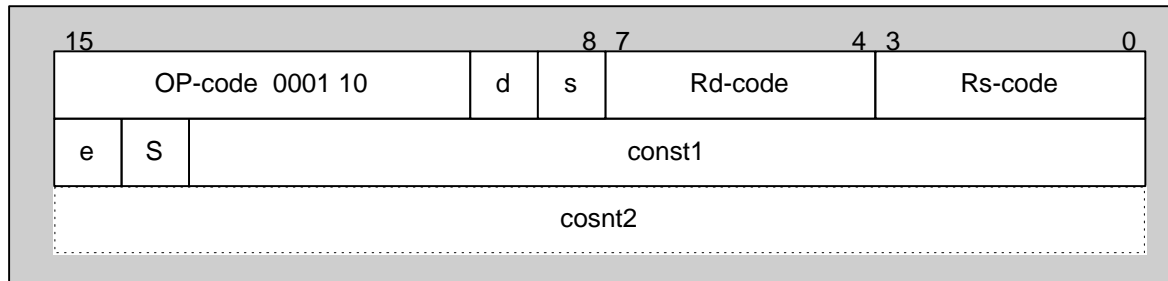 15 8 7 4 3 0
OP-code 0001 10 d s Rd-code Rs-code
e S const1
cosnt2